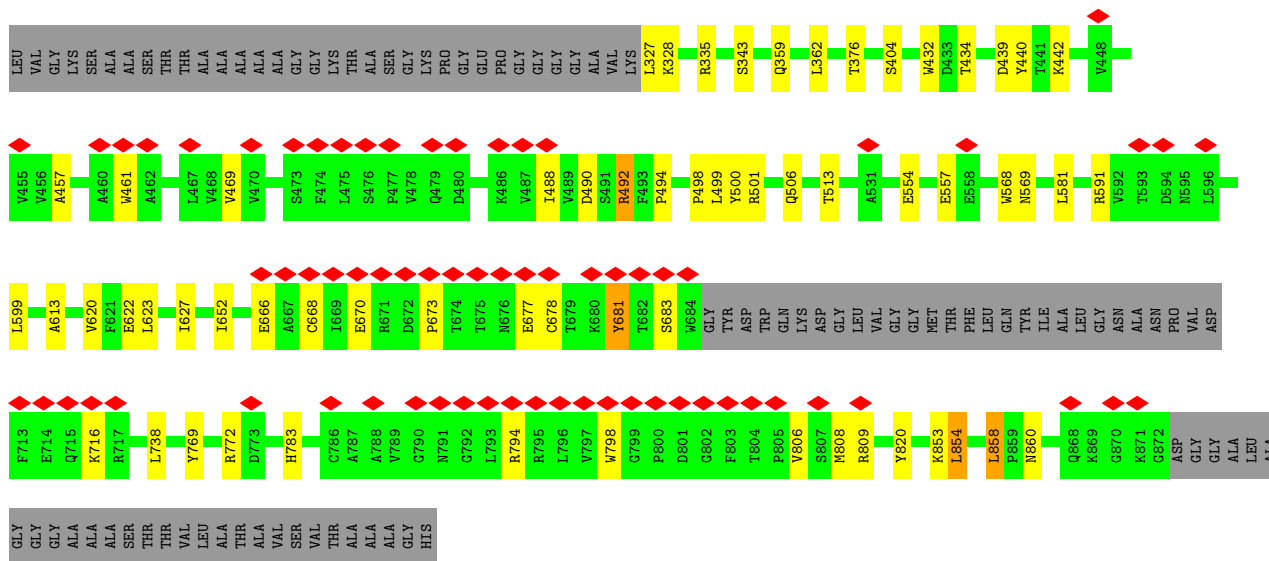 LEU VAL GLY LYS SER ALA ALA SER THR THR ALA ALA ALA ALA ALA GLY GLY LYS THR ALA SER GLY LYS PRO GLY GLU PRO GLY GLY GLY GLY ALA VAL LYS L327 K328 R335 S343 Q359 L362 T376 S404 W432 D433 T434 D439 Y440 T441 K442 V448
V455 V456 A457 A460 W461 A462 L467 V468 V469 V470 S473 F474 L475 S476 P477 V478 Q479 D480 K486 V487 I488 V489 D490 S491 R492 F493 P494 P498 L499 Y500 R501 Q506 T513 A531 E554 E557 E558 W568 N569 L581 R591 V592 T593 D594 N595 L596
L599 A613 V620 F621 E622 L623 I627 I652 E666 A667 C668 I669 E670 R671 D672 P673 T674 T675 N676 E677 C678 T679 K680 Y681 T682 S683 W684 GLY TYR ASP TRP GLN LYS ASP GLY LEU VAL GLY GLY MET THR PHE LEU GLN TYR ILE ALA LEU GLY ASN ALA ASN PRO VAL ASP
F713 E714 Q715 K716 R717 L738 Y769 R772 D773 H783 C786 A787 A788 V789 G790 N791 G792 L793 R794 R795 L796 V797 W798 G799 P800 D801 G802 F803 T804 P805 V806 S807 M808 R809 Y820 K853 L854 L858 P859 N860 Q868 K869 G870 K871 G872 ASP GLY GLY ALA LEU ALA
GLY GLY GLY ALA ALA ALA SER THR THR VAL LEU ALA THR ALA VAL SER VAL THR ALA ALA ALA GLY HIS